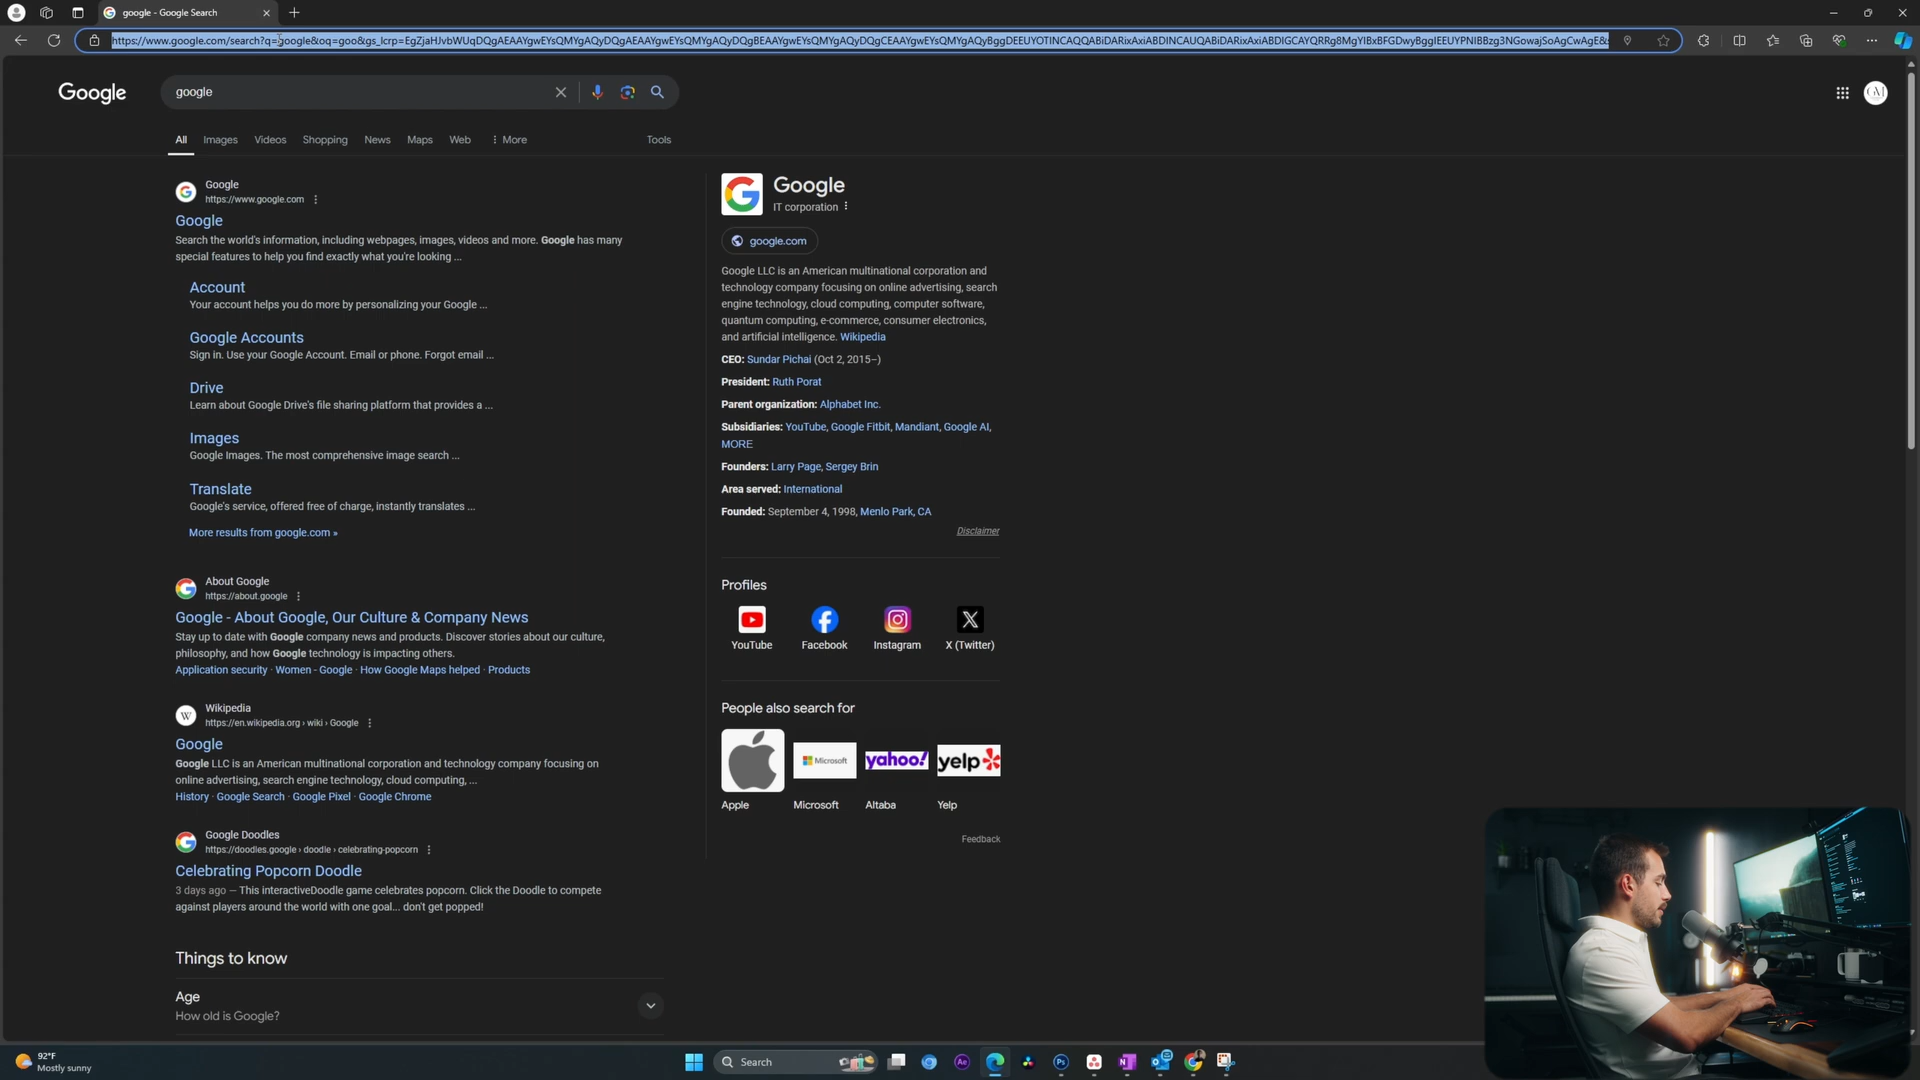 google - Google Search
https://www.google.com/search?q=google&oq=goo&gs_lcrp=
Google
google
All
Images
Videos
Shopping
News
Maps
Web
More
Tools
Google
https://www.google.com
Google
Search the world's information, including webpages, images, videos and more. Google has many
special features to help you find exactly what you're looking ...
Account
Your account helps you do more by personalizing your Google ...
Google Accounts
Sign in. Use your Google Account. Email or phone. Forgot email ...
Drive
Learn about Google Drive's file sharing platform that provides a ...
Images
Google Images. The most comprehensive image search ...
Translate
Google's service, offered free of charge, instantly translates ...
More results from google.com »
About Google
https://about.google
Google - About Google, Our Culture & Company News
Stay up to date with Google company news and products. Discover stories about our culture,
philosophy, and how Google technology is impacting others.
Application security · Women - Google · How Google Maps helped · Products
Wikipedia
https://en.wikipedia.org › wiki › Google
Google
Google LLC is an American multinational corporation and technology company focusing on
online advertising, search engine technology, cloud computing, ...
History · Google Search · Google Pixel · Google Chrome
Google Doodles
https://doodles.google › doodle › celebrating-popcorn
Celebrating Popcorn Doodle
3 days ago — This interactiveDoodle game celebrates popcorn. Click the Doodle to compete
against players around the world with one goal... don't get popped!
Things to know
Age
How old is Google?
Google
IT corporation
google.com
Google LLC is an American multinational corporation and
technology company focusing on online advertising, search
engine technology, cloud computing, computer software,
quantum computing, e-commerce, consumer electronics,
and artificial intelligence. Wikipedia
CEO: Sundar Pichai (Oct 2, 2015–)
President: Ruth Porat
Parent organization: Alphabet Inc.
Subsidiaries: YouTube, Google Fitbit, Mandiant, Google AI,
MORE
Founders: Larry Page, Sergey Brin
Area served: International
Founded: September 4, 1998, Menlo Park, CA
Disclaimer
Profiles
YouTube
Facebook
Instagram
X (Twitter)
People also search for
Microsoft
yahoo!
yelp
Apple
Microsoft
Altaba
Yelp
Feedback
92°F
Mostly sunny
Search